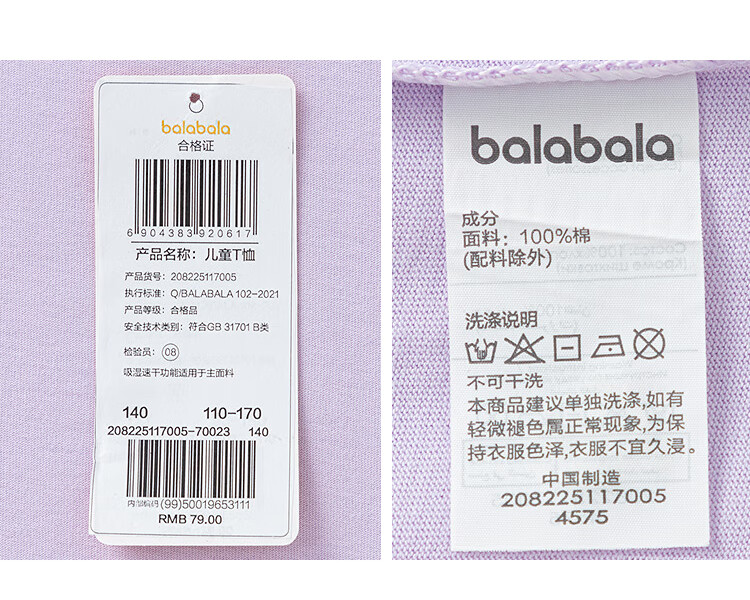 balabala
合格证
6 904383 920617
产品名称：儿童T恤
产品货号：208225117005
执行标准：Q/BALABALA 102-2021
产品等级：合格品
安全技术类别：符合GB 31701 B类
检验员：08
吸湿速干功能适用于主面料
140 110-170
208225117005-70023 140
内部编码 (99)50019653111
RMB 79.00
balabala
成分
面料：100%棉
(配料除外)
洗涤说明
不可干洗
本商品建议单独洗涤,如有
轻微褪色属正常现象,为保
持衣服色泽,衣服不宜久浸。
中国制造
208225117005
4575